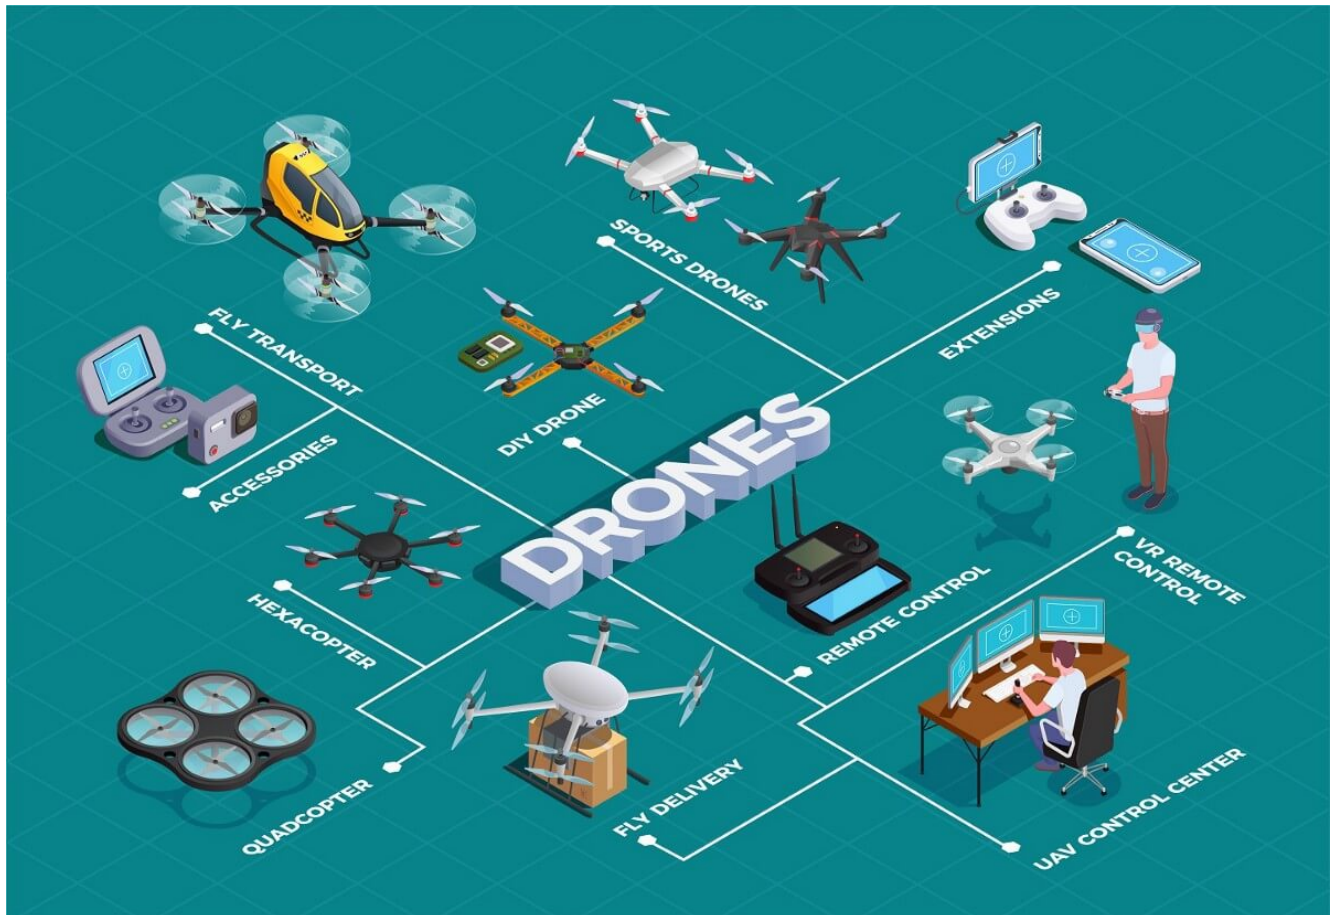 SPORTS DRONES
EXTENSIONS
FLY TRANSPORT
DIY DRONE
ACCESSORIES
DRONES
HEXACOPTER
REMOTE CONTROL
VR REMOTE
CONTROL
QUADCOPTER
FLY DELIVERY
UAV CONTROL CENTER